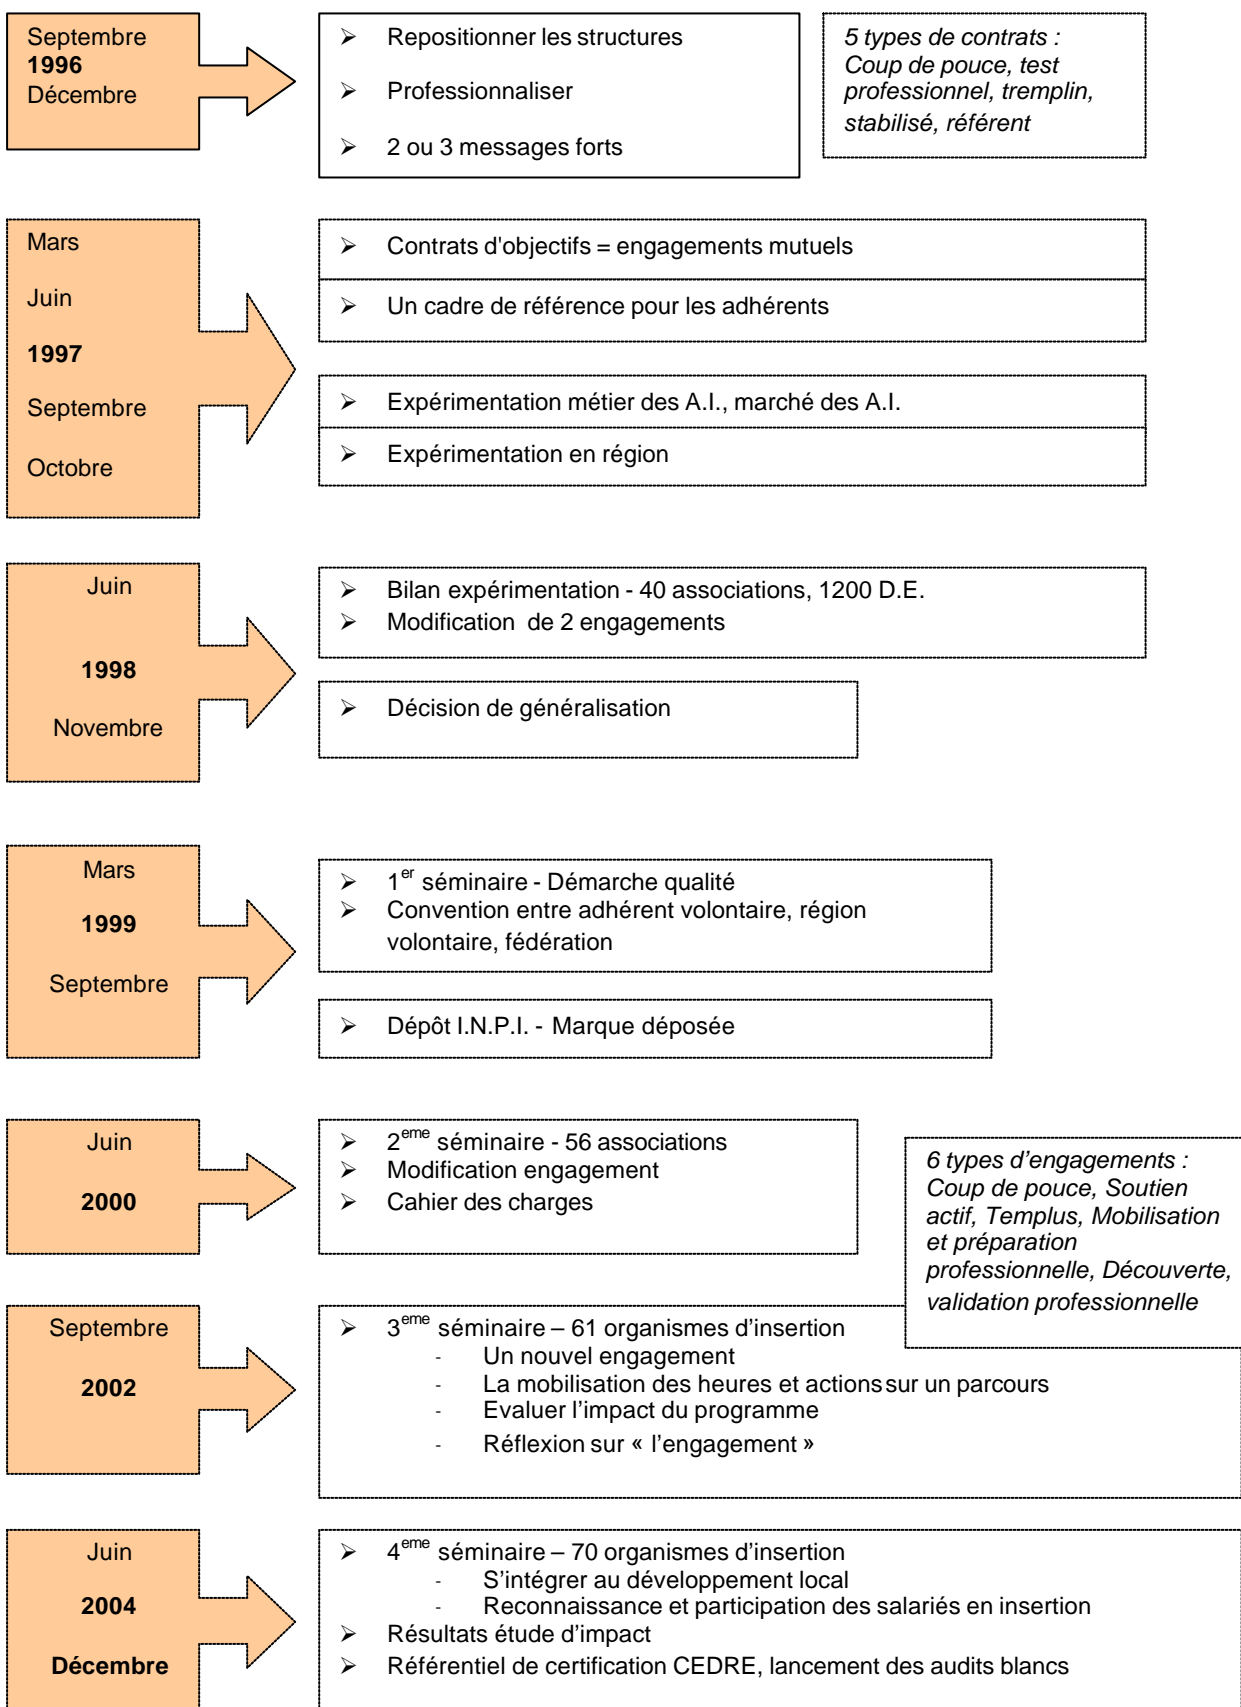 Septembre
1996
Décembre
➢ Repositionner les structures
➢ Professionnaliser
➢ 2 ou 3 messages forts
5 types de contrats :
Coup de pouce, test
professionnel, tremplin,
stabilisé, référent
Mars
Juin
1997
Septembre
Octobre
➢ Contrats d'objectifs = engagements mutuels
➢ Un cadre de référence pour les adhérents
➢ Expérimentation métier des A.I., marché des A.I.
➢ Expérimentation en région
Juin
1998
Novembre
➢ Bilan expérimentation - 40 associations, 1200 D.E.
➢ Modification de 2 engagements
➢ Décision de généralisation
Mars
1999
Septembre
➢ 1er séminaire - Démarche qualité
➢ Convention entre adhérent volontaire, région
volontaire, fédération
➢ Dépôt I.N.P.I. - Marque déposée
Juin
2000
➢ 2eme séminaire - 56 associations
➢ Modification engagement
➢ Cahier des charges
6 types d’engagements :
Coup de pouce, Soutien
actif, Templus, Mobilisation
et préparation
professionnelle, Découverte,
validation professionnelle
Septembre
2002
➢ 3eme séminaire – 61 organismes d’insertion
- Un nouvel engagement
- La mobilisation des heures et actions sur un parcours
- Evaluer l’impact du programme
- Réflexion sur « l’engagement »
Juin
2004
Décembre
➢ 4eme séminaire – 70 organismes d’insertion
- S’intégrer au développement local
- Reconnaissance et participation des salariés en insertion
➢ Résultats étude d’impact
➢ Référentiel de certification CEDRE, lancement des audits blancs